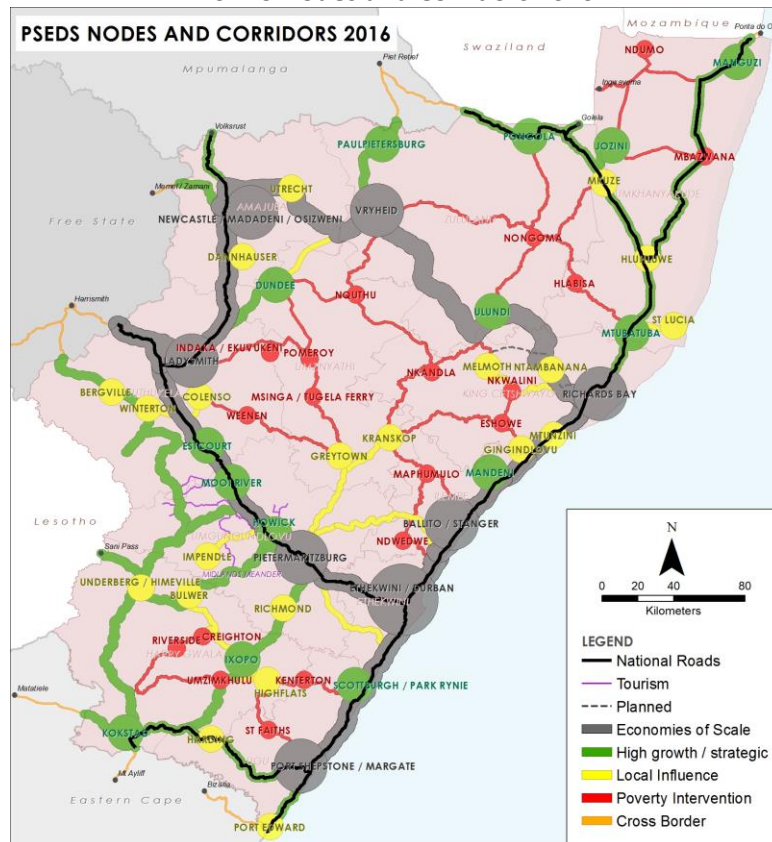 PSEDS NODES AND CORRIDORS 2016
Mozambique
Ponta do O
Swaziland
NDUMO
MANGUZI
Mpumalanga
Piet Retief
Ingwavuma
Volksrust
Golela
PAULPIETERSBURG
PONGOLA
JOZINI
MBAZWANA
MKUZE
UMKHANYAKUDE
Memel / Zamani
UTRECHT
AMAJUBA
VRYHEID
ZULULAND
Free State
NEWCASTLE / MADADENI / OSIZWENI
NONGOMA
DANNHAUSER
HLUHLUWE
DUNDEE
HLABISA
NQUTHU
Harrismith
ULUNDI
ST LUCIA
MTUBATUBA
INDAKA / EKUVUKENI
POMEROY
LADYSMITH
UMZINYATHI
MELMOTH
NTAMBANANA
NKANDLA
NKWALINI
BERGVILLE
UTHUKELA
COLENSO
MSINGA / TUGELA FERRY
KING CETSHWAYO
RICHARDS BAY
WINTERTON
WEENEN
ESHOWE
MTUNZINI
KRANSKOP
ESTCOURT
GREYTOWN
GINGINDLOVU
MAPHUMULO
MANDENI
MOOI RIVER
ILEMBE
HOWICK
BALLITO / STANGER
Lesotho
UMGUNGUNDLOVU
NDWEDWE
Sani Pass
IMPENDLE
PIETERMARITZBURG
MIDLANDS MEANDER
UNDERBERG / HIMEVILLE
ETHEKWINI / DURBAN
BULWER
ETHEKWINI
RICHMOND
RIVERSIDE
CREIGHTON
HARRY GWALA
IXOPO
UMZIMKHULU
KENTERTON
SCOTTBURGH / PARK RYNIE
HIGHFLATS
Matatiele
KOKSTAD
ST FAITHS
HARDING
PORT SHEPSTONE / MARGATE
Mt Ayliff
Bizana
Eastern Cape
PORT EDWARD
N
0 20 40 80
Kilometers
LEGEND
National Roads
Tourism
Planned
Economies of Scale
High growth / strategic
Local Influence
Poverty Intervention
Cross Border